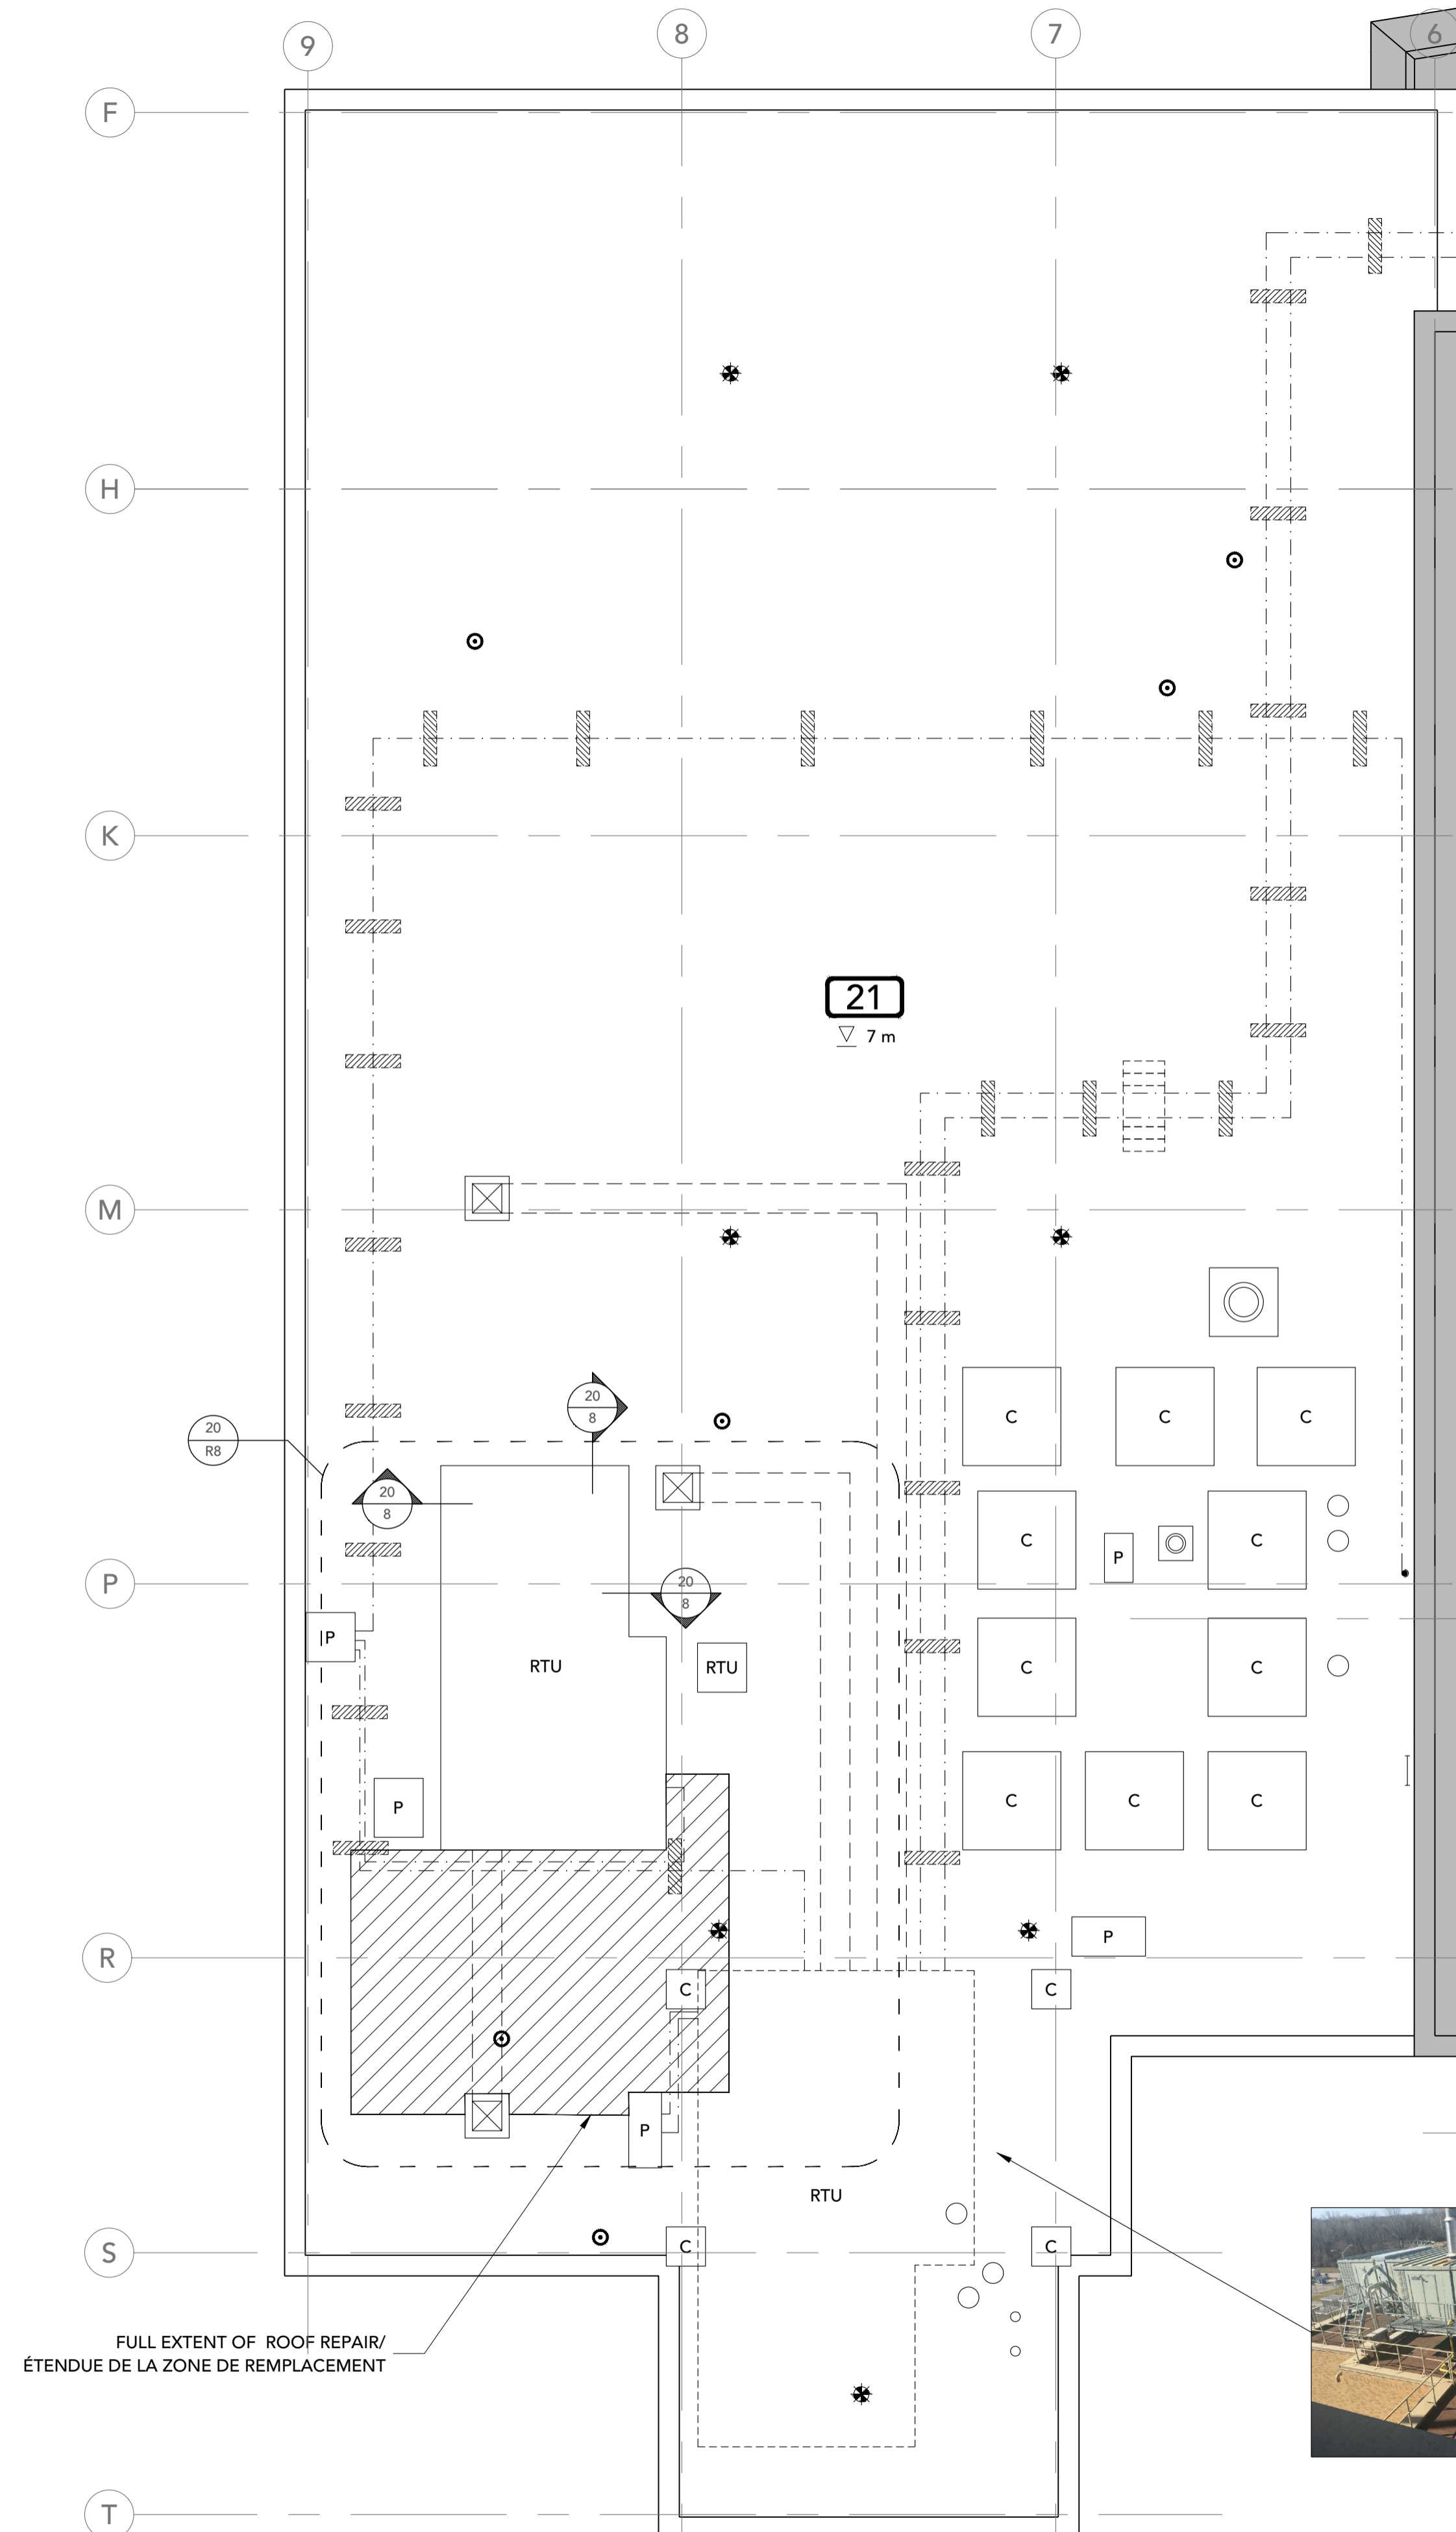 9
8
7
6
F
H
K
21
7 m
M
20
8
C
C
C
20
R8
20
8
C
P
C
P
20
8
P
RTU
RTU
C
C
P
C
C
C
P
R
C
C
P
RTU
S
C
C
FULL EXTENT OF ROOF REPAIR/
ÉTENDUE DE LA ZONE DE REMPLACEMENT
T